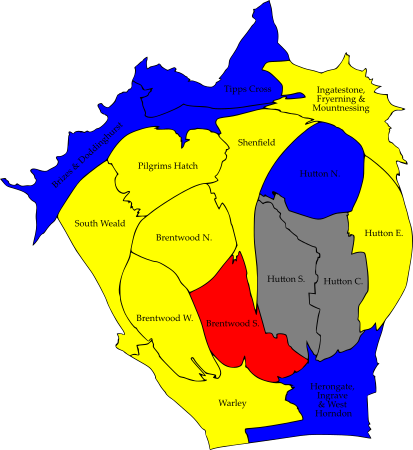 Tipps Cross
Ingatestone,
Fryerning &
Mountnessing
Brizes & Doddinghurst
Shenfield
Pilgrims Hatch
Hutton N.
South Weald
Hutton E.
Brentwood N.
Hutton S.
Hutton C.
Brentwood W.
Brentwood S.
Herongate,
Ingrave
& West
Horndon
Warley